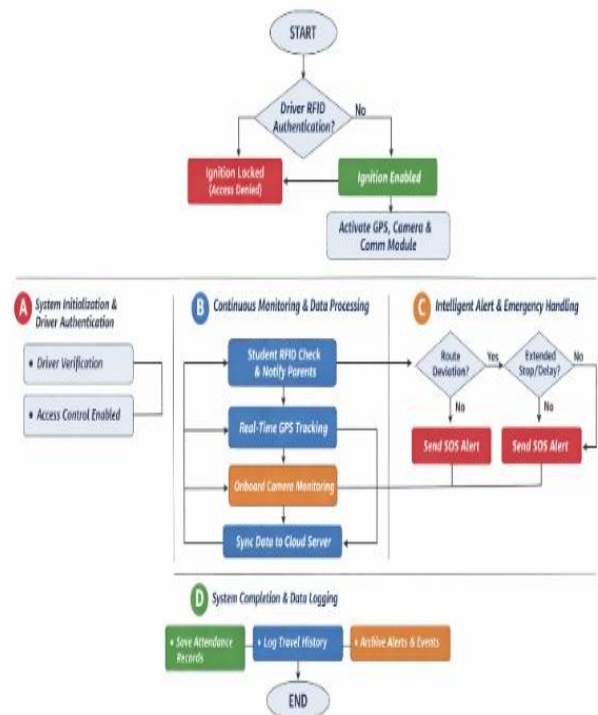 START
Driver RFID
Authentication?
No
Ignition Locked
(Access Denied)
Ignition Enabled
Activate GPS, Camera &
Comm Module
A System Initialization &
Driver Authentication
• Driver Verification
• Access Control Enabled
B Continuous Monitoring & Data Processing
Student RFID Check
& Notify Parents
Real-Time GPS Tracking
Onboard Camera Monitoring
Sync Data to Cloud Server
C Intelligent Alert & Emergency Handling
Route
Deviation?
Yes
Extended
Stop/Delay?
No
No
No
Send SOS Alert
Send SOS Alert
D System Completion & Data Logging
• Save Attendance
Records
• Log Travel History
• Archive Alerts & Events
END